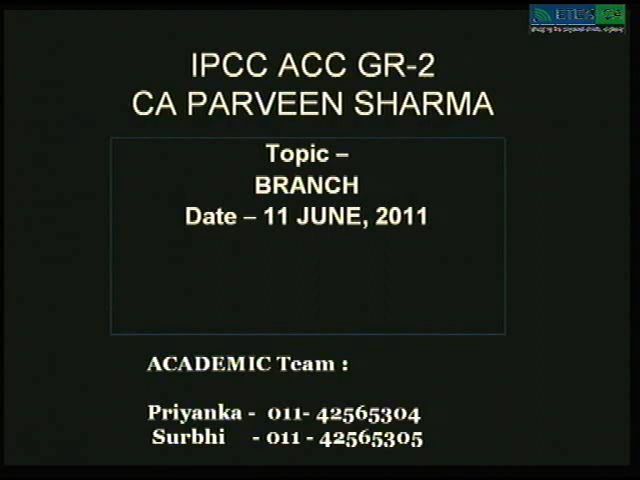 IPCC ACC GR-2
CA PARVEEN SHARMA
Topic –
BRANCH
Date – 11 JUNE, 2011
ACADEMIC Team :
Priyanka - 011- 42565304
Surbhi - 011 - 42565305